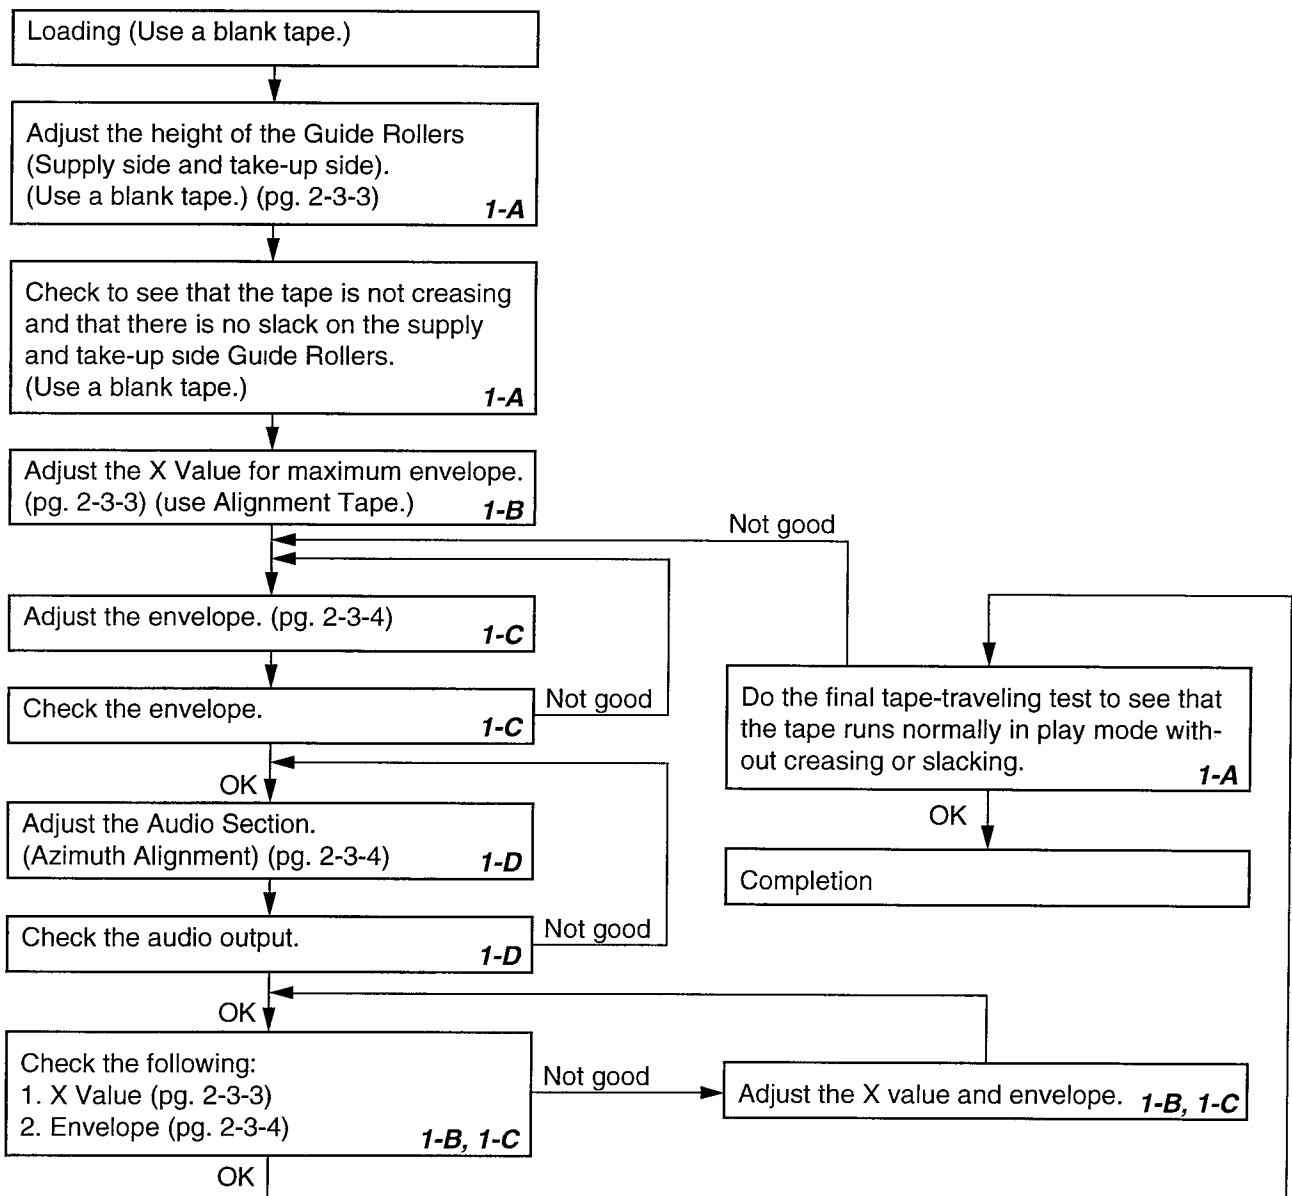 Loading (Use a blank tape.)
Adjust the height of the Guide Rollers
(Supply side and take-up side).
(Use a blank tape.) (pg. 2-3-3)
1-A
Check to see that the tape is not creasing
and that there is no slack on the supply
and take-up side Guide Rollers.
(Use a blank tape.)
1-A
Adjust the X Value for maximum envelope.
(pg. 2-3-3) (use Alignment Tape.)
1-B
Not good
Adjust the envelope. (pg. 2-3-4)
1-C
Check the envelope.
1-C
Not good
OK
Adjust the Audio Section.
(Azimuth Alignment) (pg. 2-3-4)
1-D
Check the audio output.
1-D
Not good
OK
Check the following:
1. X Value (pg. 2-3-3)
2. Envelope (pg. 2-3-4)
1-B, 1-C
Not good
Adjust the X value and envelope.
1-B, 1-C
OK
Do the final tape-traveling test to see that
the tape runs normally in play mode with-
out creasing or slacking.
1-A
OK
Completion